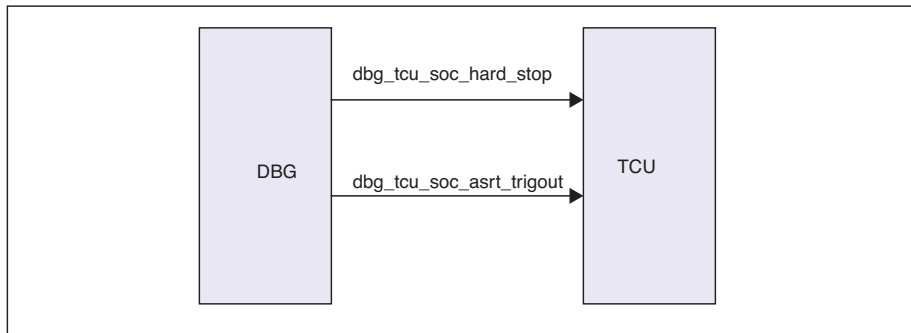 dbg_tcu_soc_hard_stop
DBG
TCU
dbg_tcu_soc_asrt_trigout